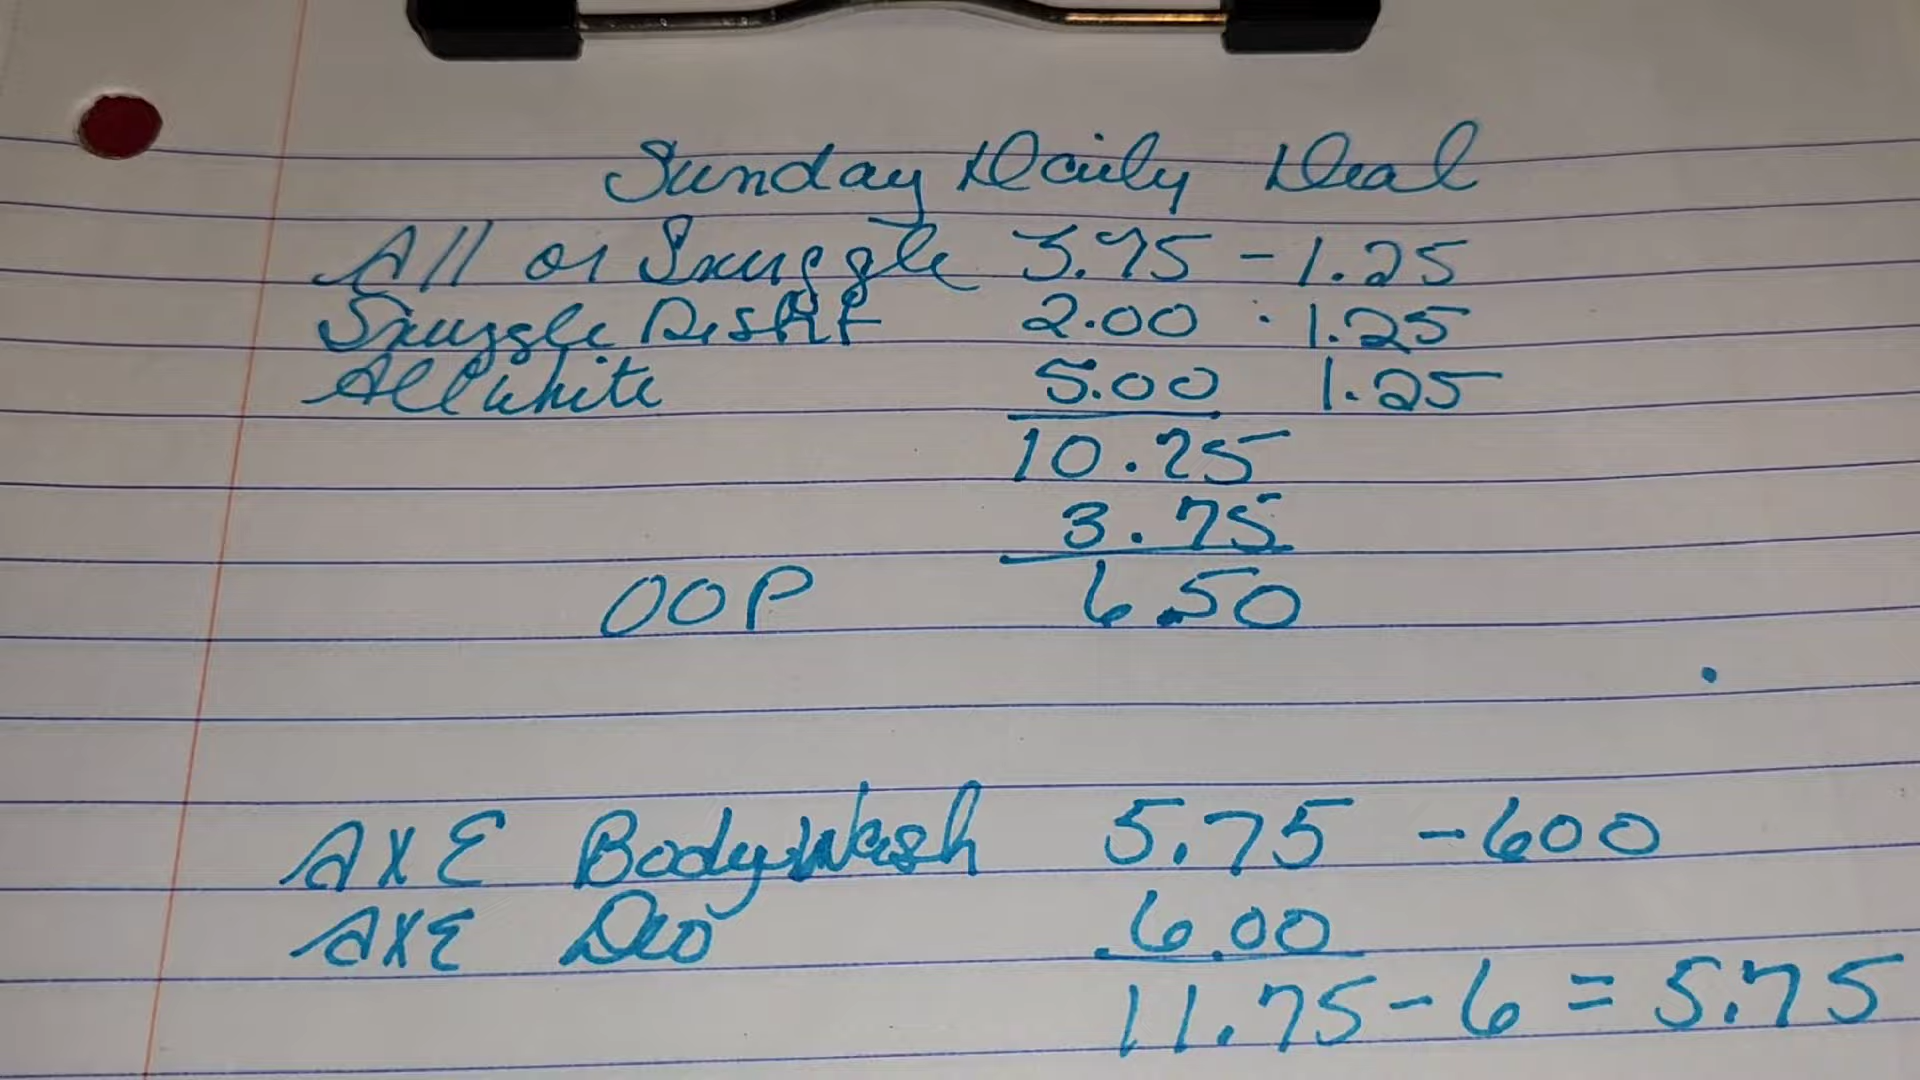 Sunday Daily Deal
All or Snuggle 3.75 - 1.25
Snuggle 2.00 - 1.25
All white 5.00 1.25
10.75
3.75
OOP 6.50
AXE Body Wash 5.75 - 600
AXE Deo 6.00
11.75 - 6 = 5.75